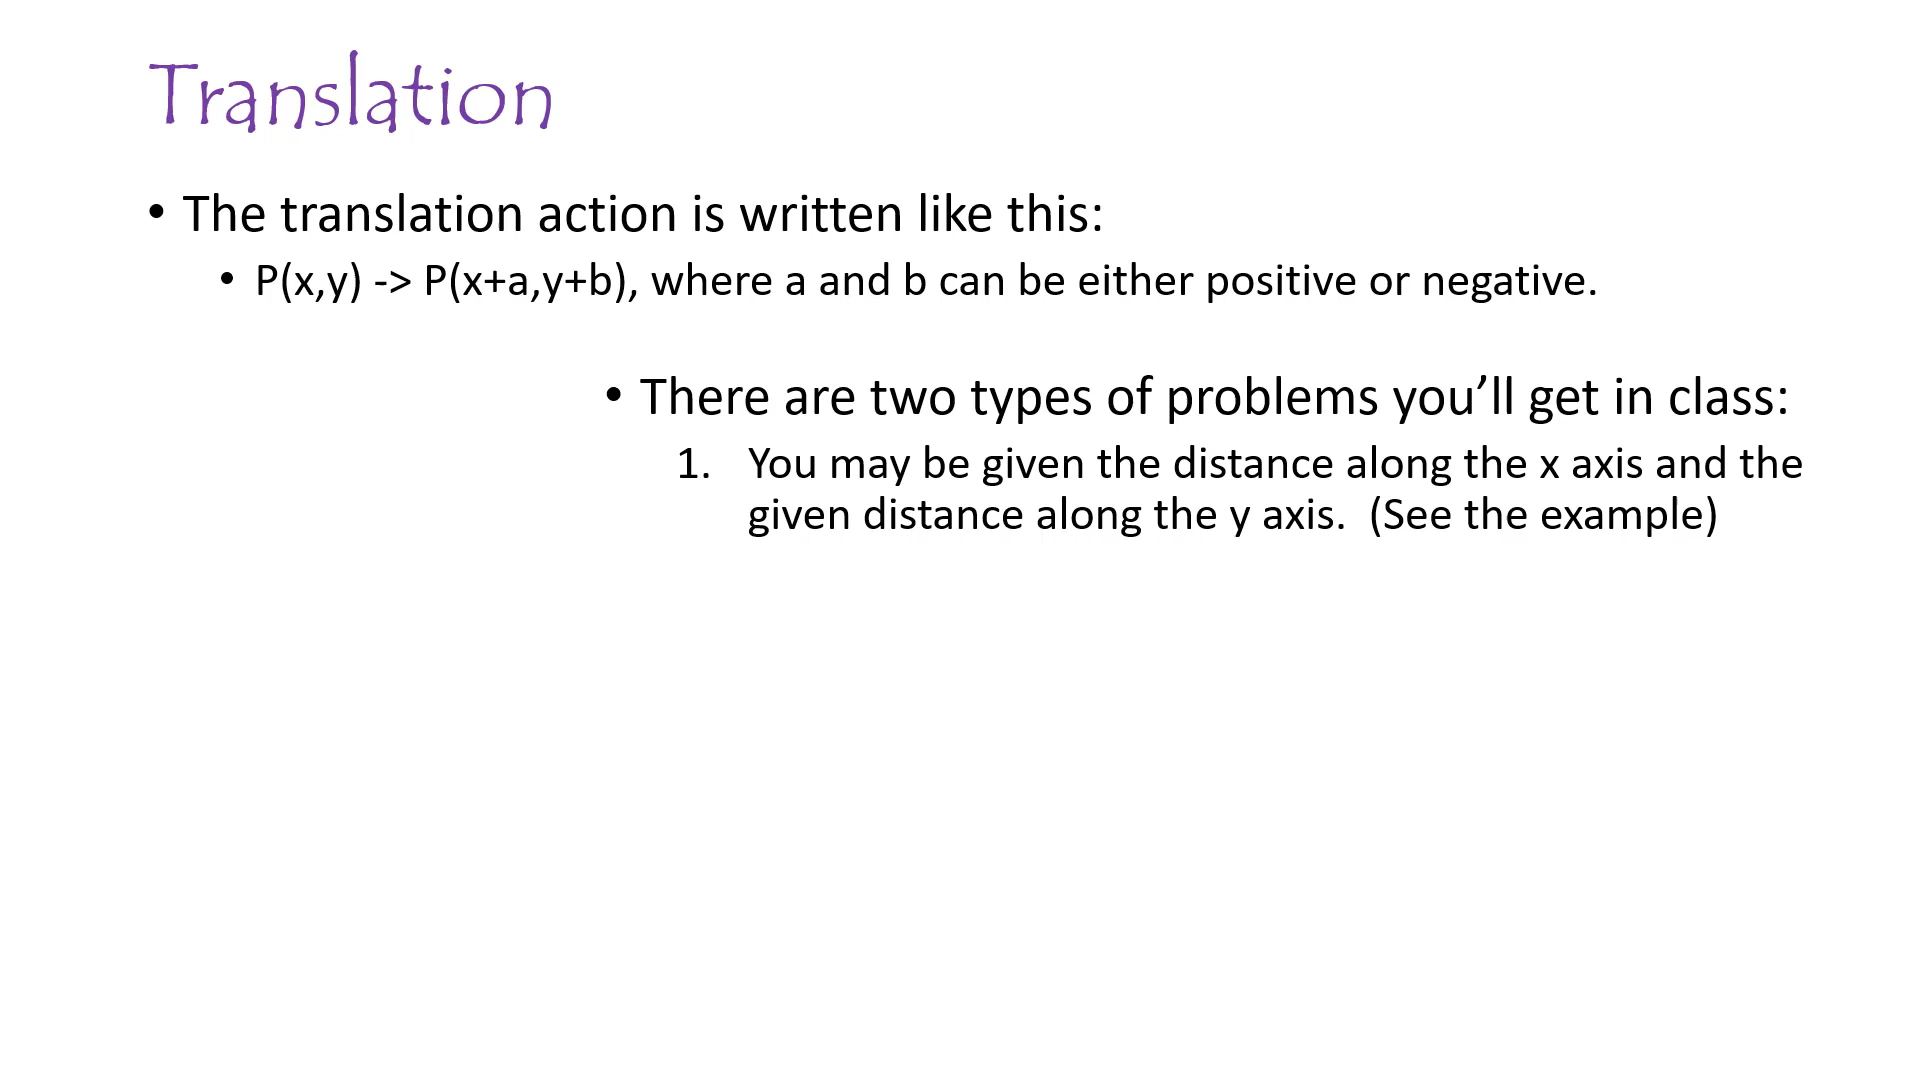 Translation
• The translation action is written like this:
• P(x,y) -> P(x+a,y+b), where a and b can be either positive or negative.
• There are two types of problems you’ll get in class:
1. You may be given the distance along the x axis and the
given distance along the y axis.  (See the example)